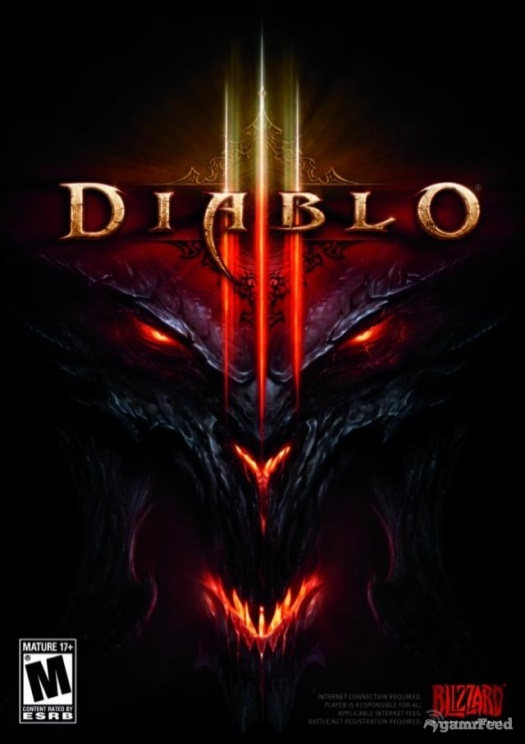 DIABLO®
MATURE 17+
M®
CONTENT RATED BY
ESRB
INTERNET CONNECTION REQUIRED.
PLAYER IS RESPONSIBLE FOR ALL
APPLICABLE INTERNET FEES.
BATTLE.NET REGISTRATION REQUIRED.
BLIZZARD
gamrFeed